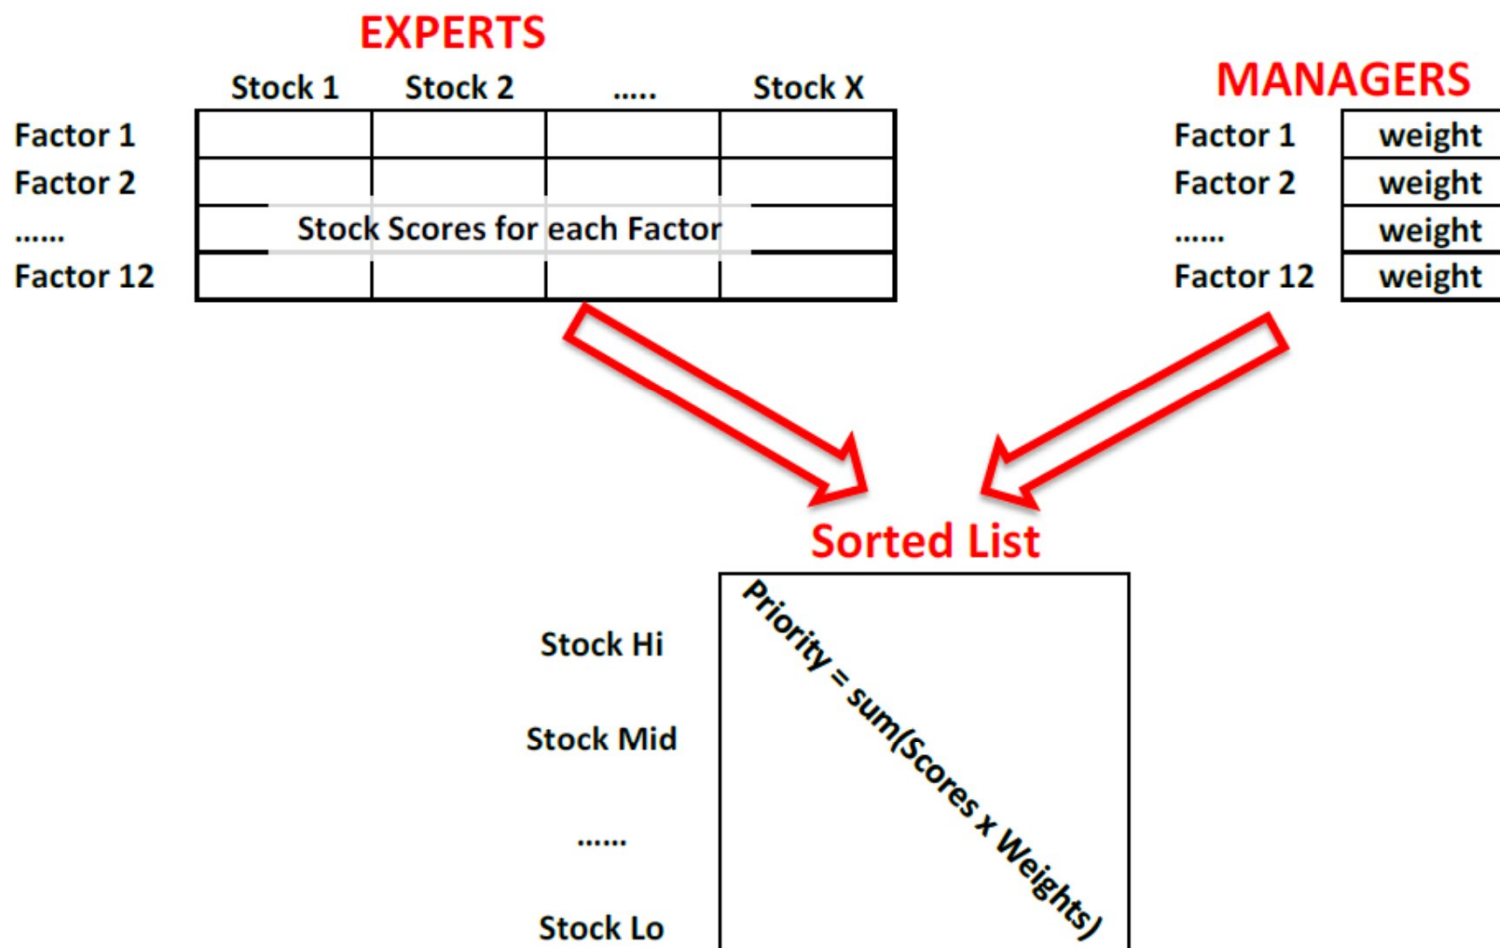 EXPERTS
Stock 1 Stock 2 ..... Stock X
Factor 1
Factor 2
...... Stock Scores for each Factor
Factor 12
MANAGERS
Factor 1 weight
Factor 2 weight
...... weight
Factor 12 weight
Sorted List
Stock Hi
Stock Mid
......
Stock Lo
Priority = sum(Scores x Weights)